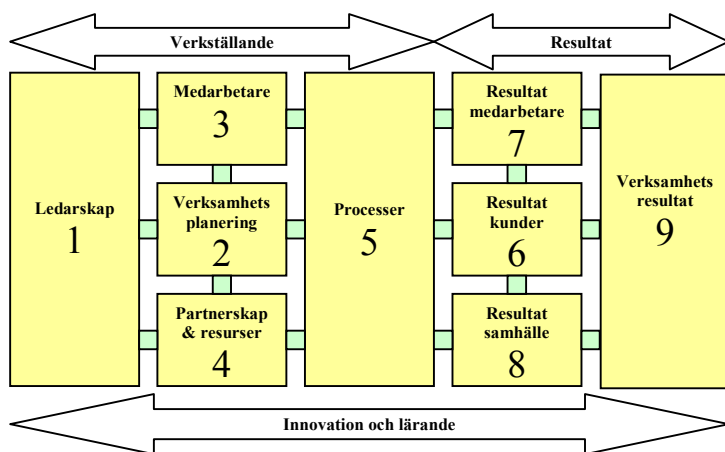 Verkställande
Resultat
Ledarskap
1
Medarbetare
3
Verksamhets
planering
2
Partnerskap
& resurser
4
Processer
5
Resultat
medarbetare
7
Resultat
kunder
6
Resultat
samhälle
8
Verksamhets
resultat
9
Innovation och lärande